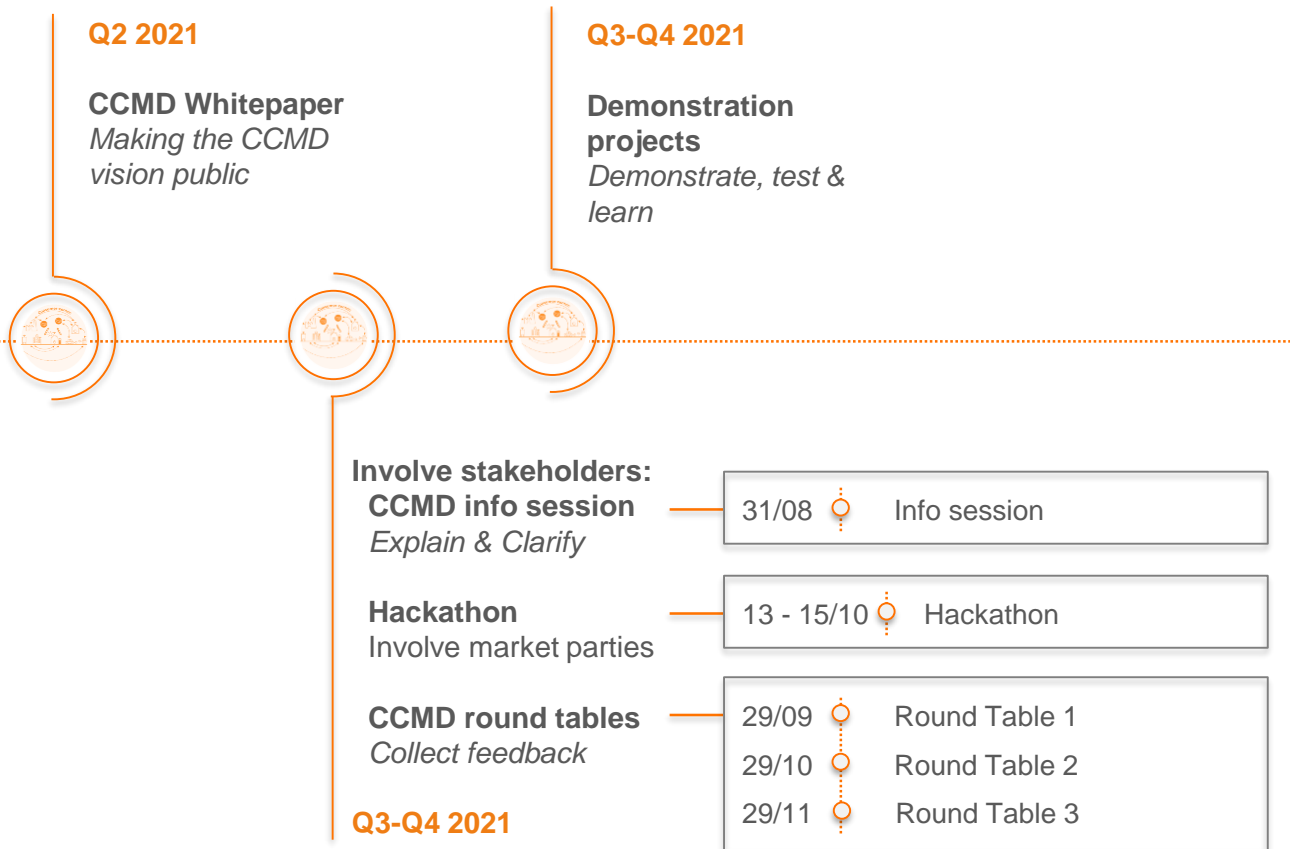 Q2 2021
CCMD Whitepaper
Making the CCMD
vision public
Q3-Q4 2021
Demonstration
projects
Demonstrate, test &
learn
Involve stakeholders:
CCMD info session
Explain & Clarify
31/08 Info session
Hackathon
Involve market parties
13 - 15/10 Hackathon
CCMD round tables
Collect feedback
29/09 Round Table 1
29/10 Round Table 2
29/11 Round Table 3
Q3-Q4 2021